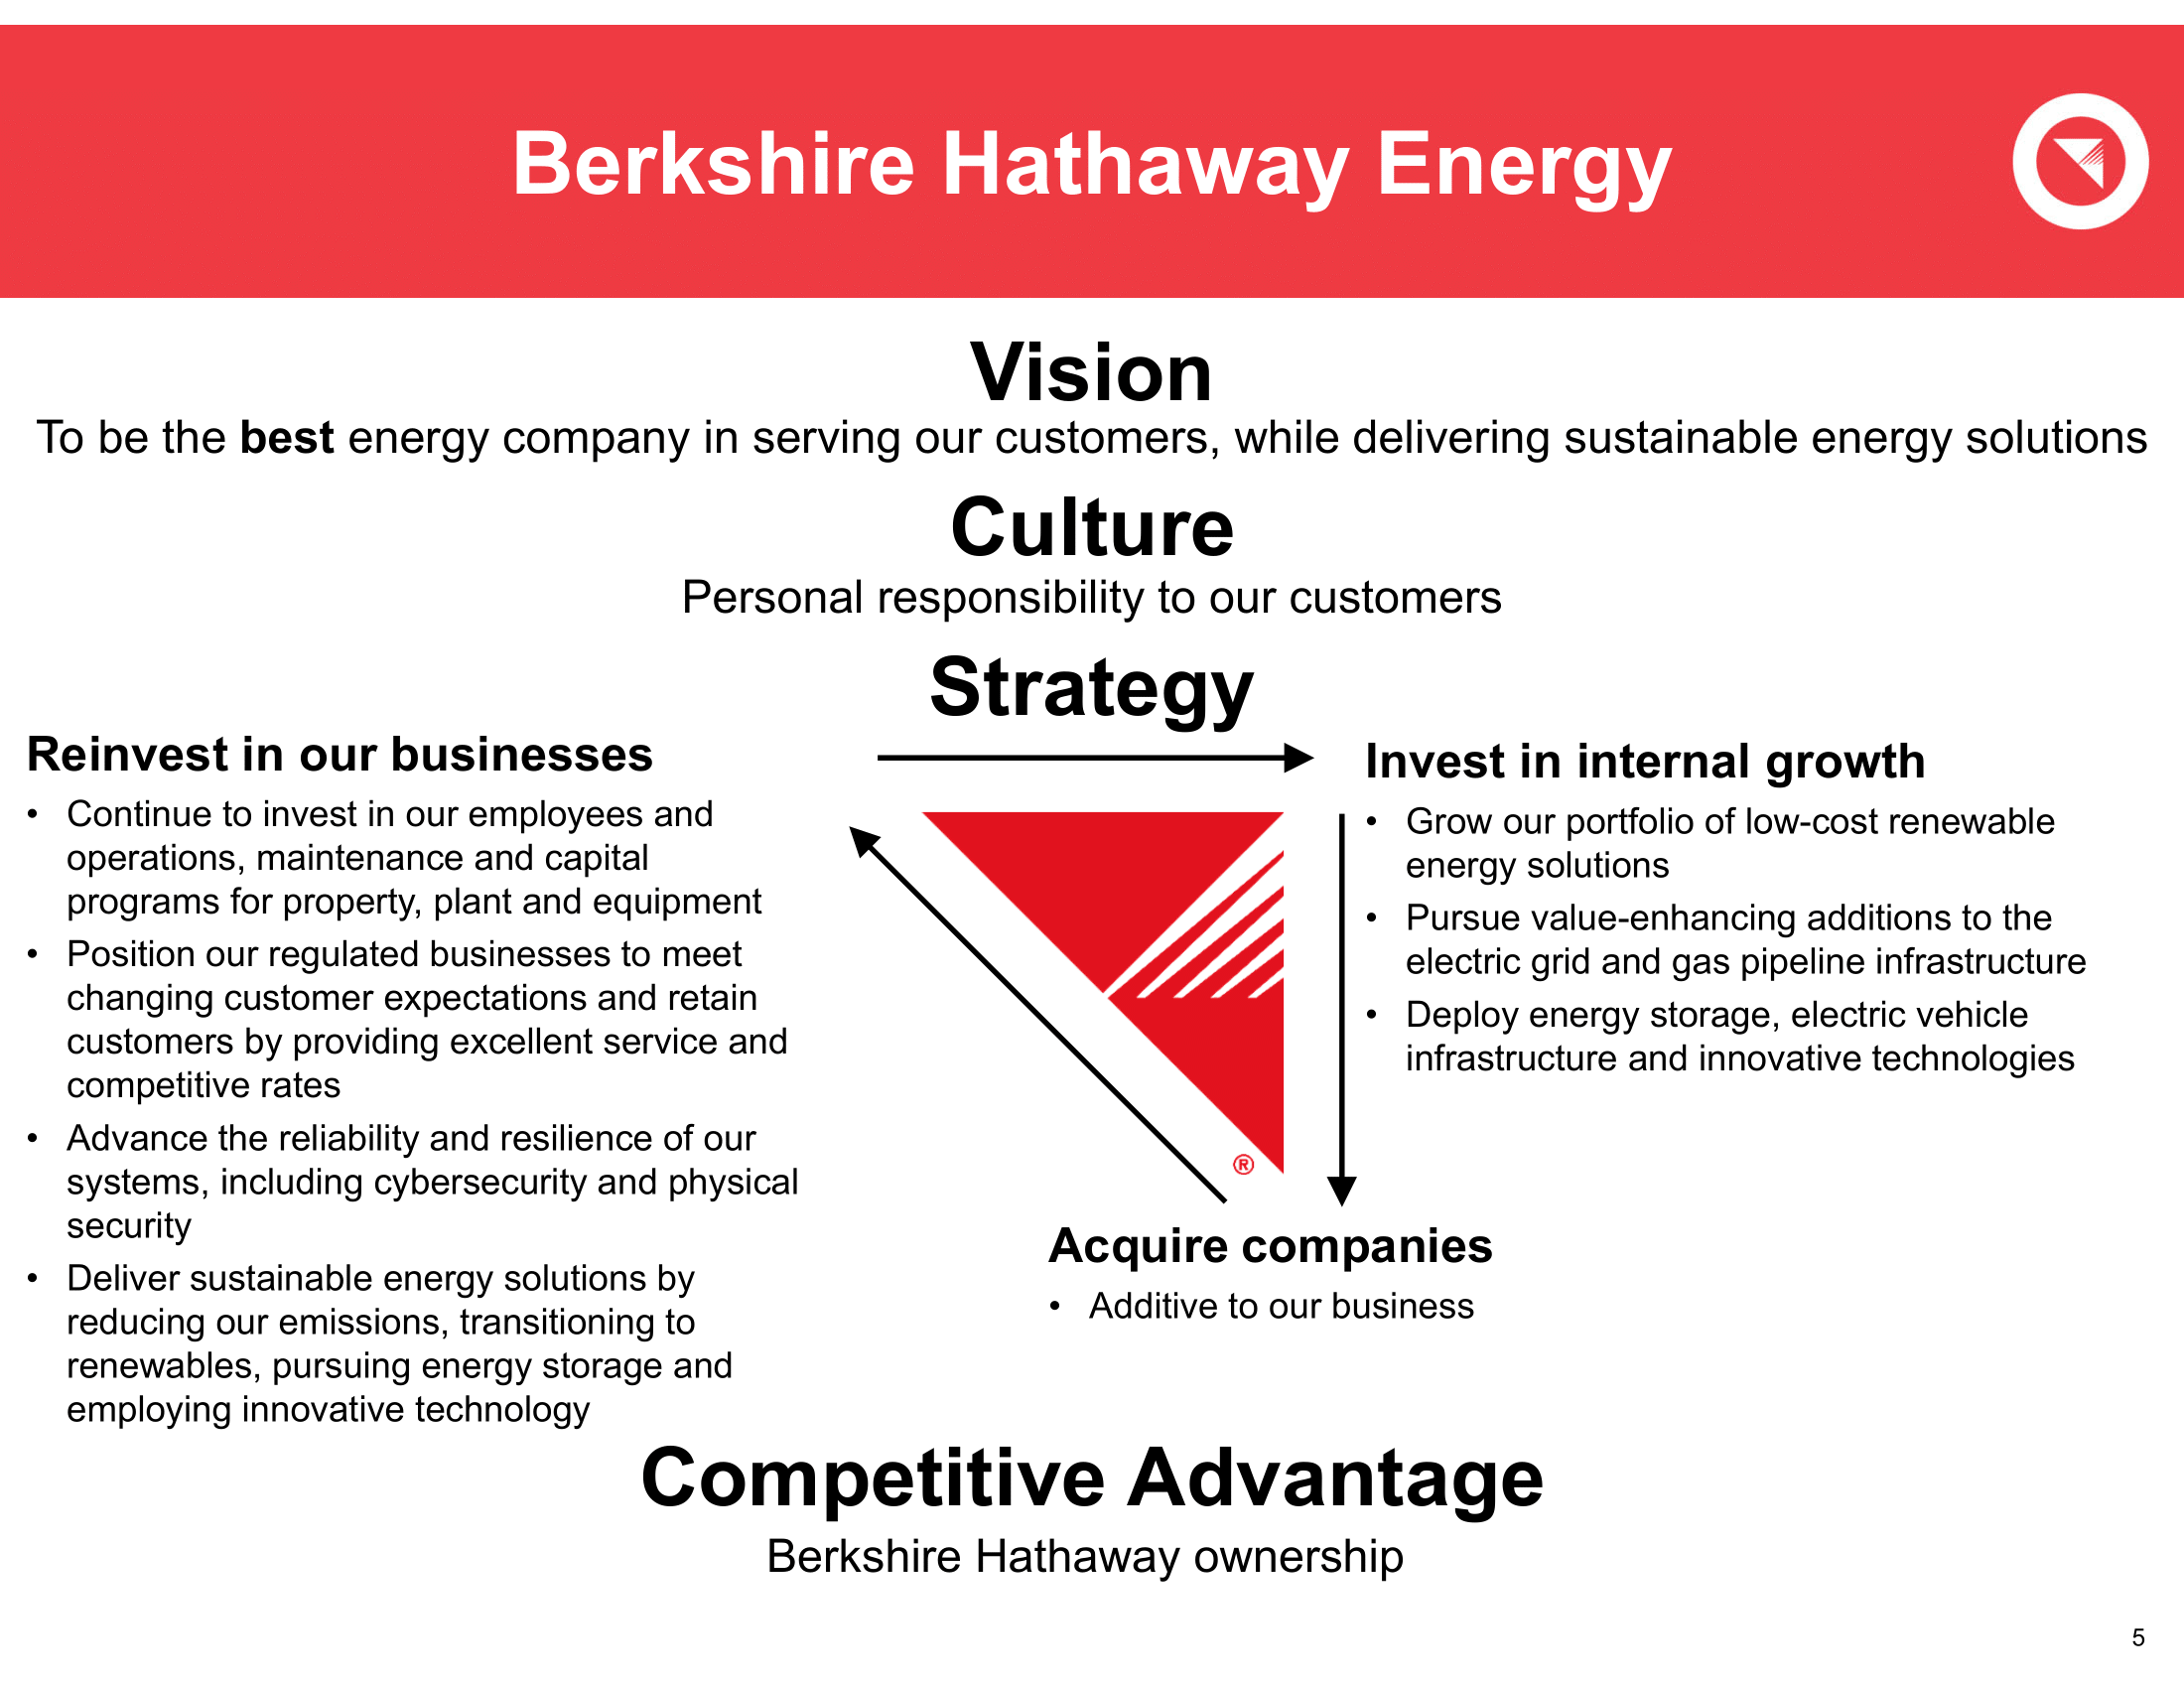 Berkshire Hathaway Energy
Vision
To be the best energy company in serving our customers, while delivering sustainable energy solutions
Culture
Personal responsibility to our customers
Strategy
Reinvest in our businesses
• Continue to invest in our employees and
operations, maintenance and capital
programs for property, plant and equipment
• Position our regulated businesses to meet
changing customer expectations and retain
customers by providing excellent service and
competitive rates
• Advance the reliability and resilience of our
systems, including cybersecurity and physical
security
• Deliver sustainable energy solutions by
reducing our emissions, transitioning to
renewables, pursuing energy storage and
employing innovative technology
Invest in internal growth
• Grow our portfolio of low-cost renewable
energy solutions
• Pursue value-enhancing additions to the
electric grid and gas pipeline infrastructure
• Deploy energy storage, electric vehicle
infrastructure and innovative technologies
®
Acquire companies
• Additive to our business
Competitive Advantage
Berkshire Hathaway ownership
5